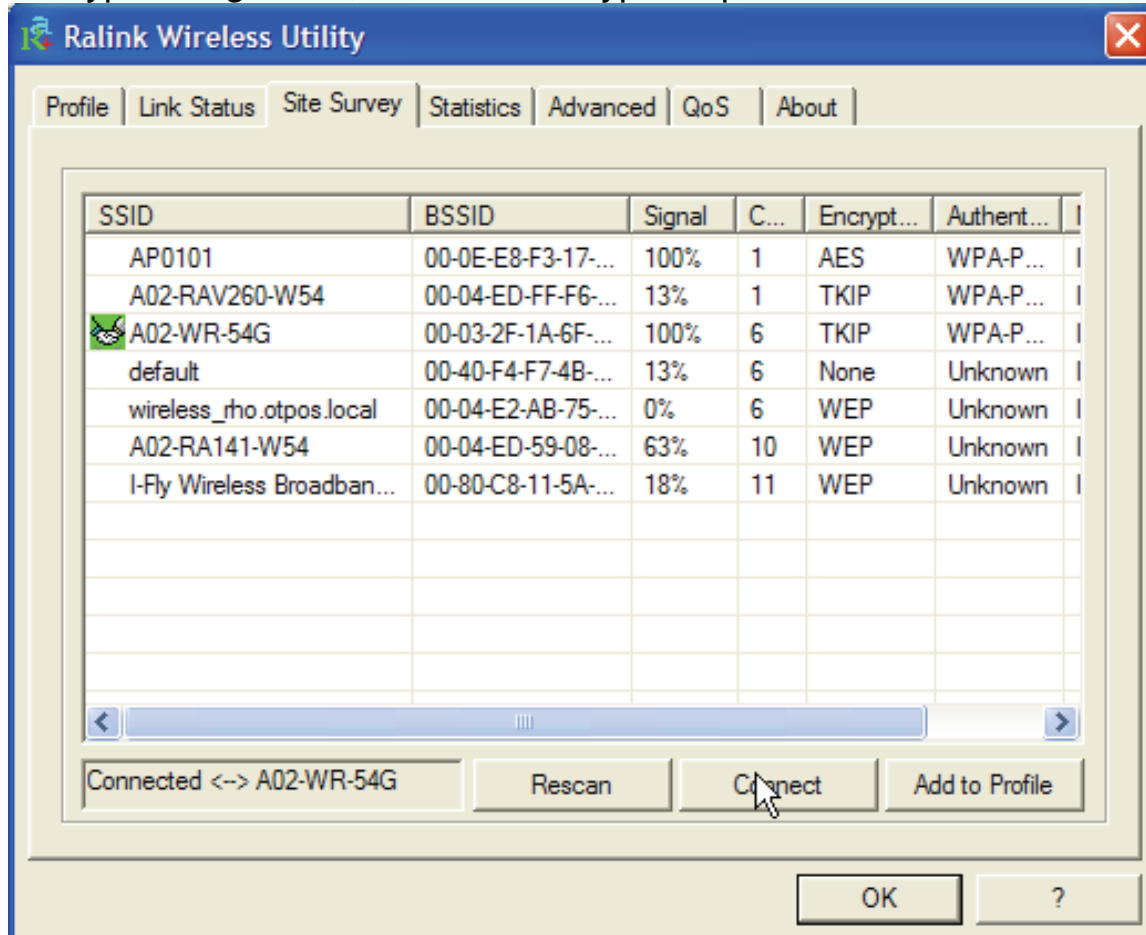 Ralink Wireless Utility
Profile Link Status Site Survey Statistics Advanced QoS About
SSID BSSID Signal C... Encrypt... Authent...
AP0101 00-0E-E8-F3-17-... 100% 1 AES WPA-P...
A02-RAV260-W54 00-04-ED-FF-F6-... 13% 1 TKIP WPA-P...
A02-WR-54G 00-03-2F-1A-6F-... 100% 6 TKIP WPA-P...
default 00-40-F4-F7-4B-... 13% 6 None Unknown
wireless_rho.otpos.local 00-04-E2-AB-75-... 0% 6 WEP Unknown
A02-RA141-W54 00-04-ED-59-08-... 63% 10 WEP Unknown
I-Fly Wireless Broadban... 00-80-C8-11-5A-... 18% 11 WEP Unknown
Connected <--> A02-WR-54G Rescan Connect Add to Profile
OK ?